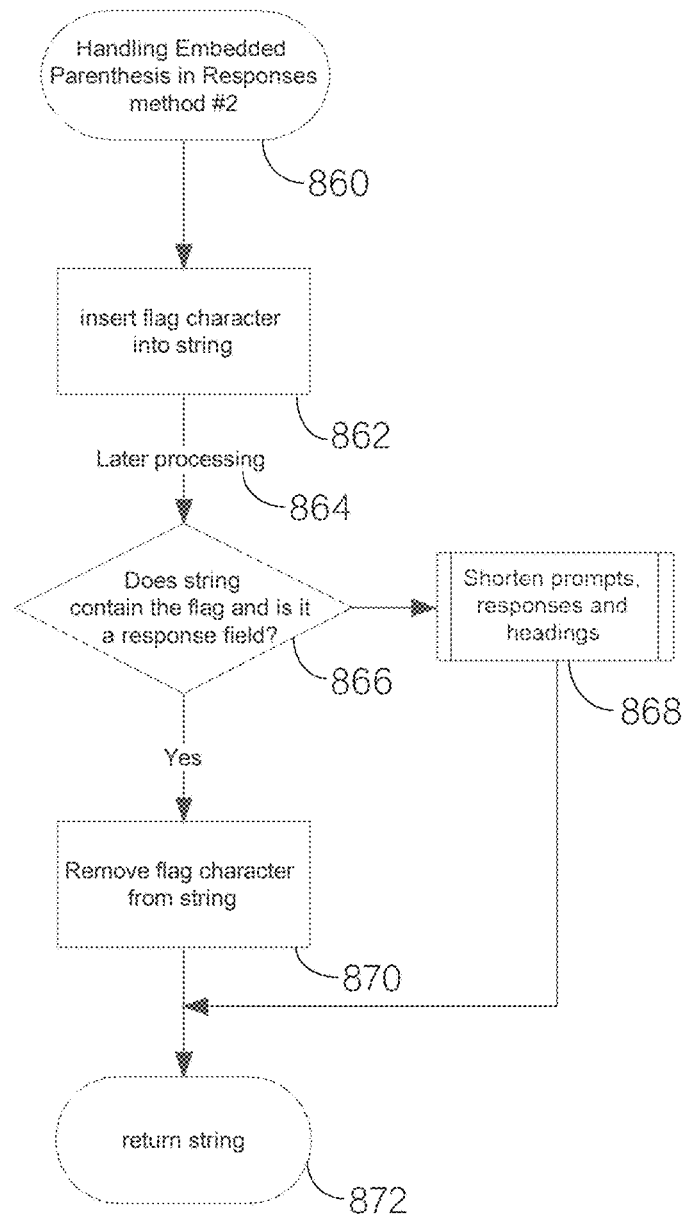 Handling Embedded
Parenthesis in Responses
method #2
860
insert flag character
into string
862
Later processing
864
Does string
contain the flag and is it
a response field?
866
Shorten prompts,
responses and
headings
868
Yes
Remove flag character
from string
870
return string
872